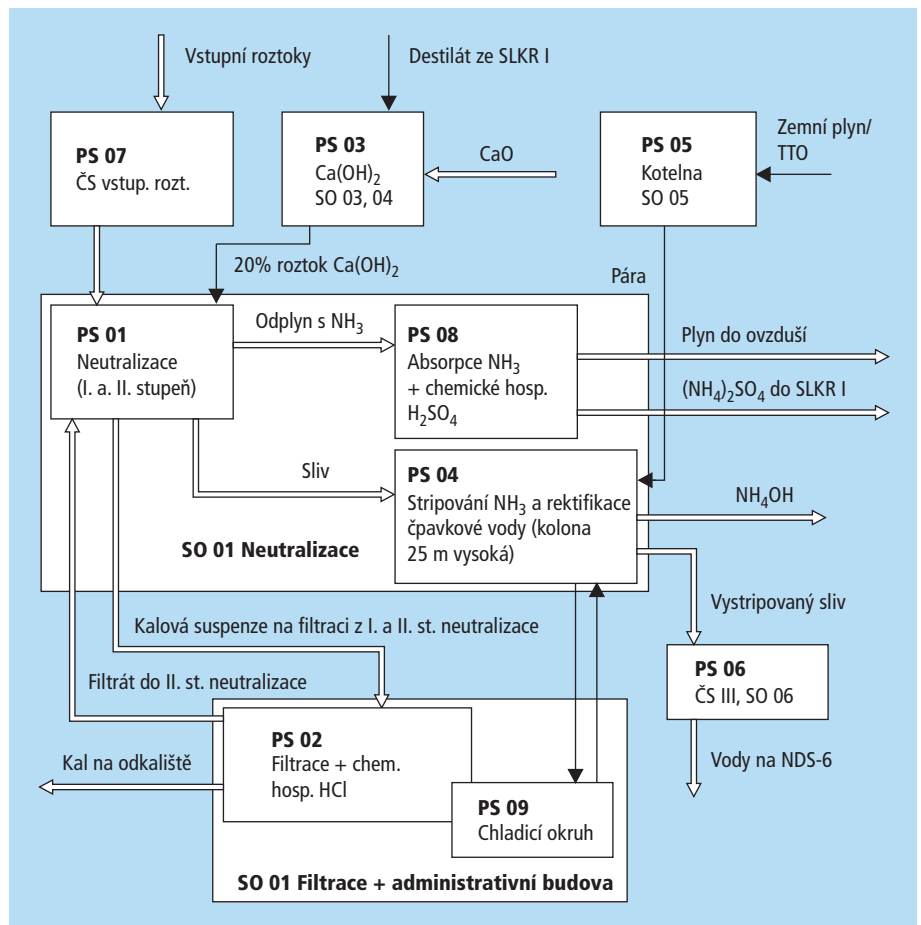 Vstupní roztoky
Destilát ze SLKR I
PS 07
ČS vstup. rozt.
PS 03
Ca(OH)₂
SO 03, 04
CaO
PS 05
Kotelna
SO 05
Zemní plyn/
TTO
20% roztok Ca(OH)₂
Pára
PS 01
Neutralizace
(I. a. II. stupeň)
Odplyn s NH₃
PS 08
Absorpce NH₃
+ chemické hosp.
H₂SO₄
Plyn do ovzduší
(NH₄)₂SO₄ do SLKR I
Sliv
PS 04
Stripování NH₃ a rektifikace
čpavkové vody (kolona
25 m vysoká)
NH₄OH
SO 01 Neutralizace
Vystripovaný sliv
Kalová suspenze na filtraci z I. a II. st. neutralizace
Filtrát do II. st. neutralizace
PS 06
ČS III, SO 06
PS 02
Filtrace + chem.
hosp. HCl
Kal na odkaliště
Vody na NDS-6
PS 09
Chladicí okruh
SO 01 Filtrace + administrativní budova